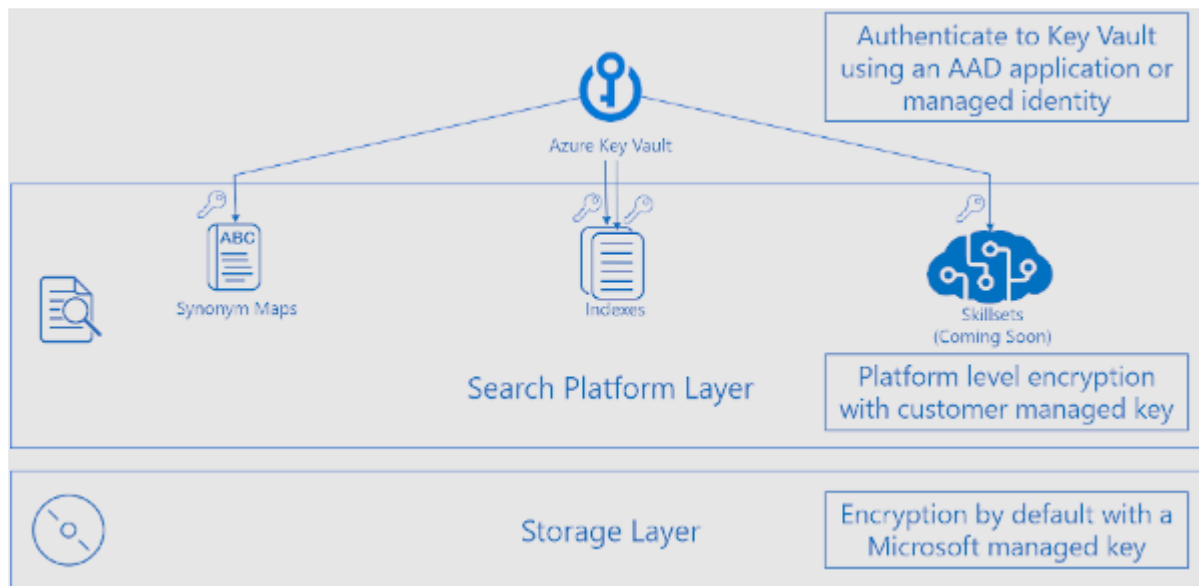 Authenticate to Key Vault
using an AAD application or
managed identity
Azure Key Vault
ABC
Synonym Maps
Indexes
Skillsets
(Coming Soon)
Search Platform Layer
Platform level encryption
with customer managed key
Storage Layer
Encryption by default with a
Microsoft managed key